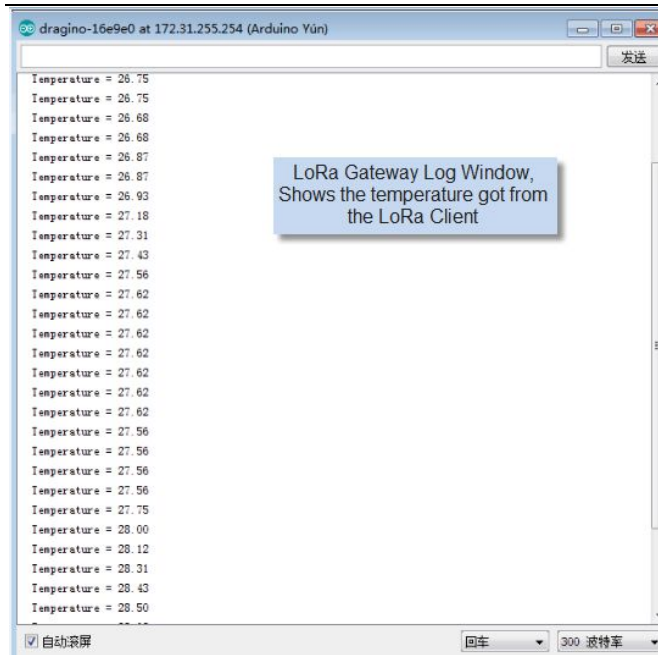 dragino-16e9e0 at 172.31.255.254 (Arduino Yún)
发送
Temperature = 26.75
Temperature = 26.75
Temperature = 26.68
Temperature = 26.68
Temperature = 26.87
Temperature = 26.87
Temperature = 26.93
Temperature = 27.18
Temperature = 27.31
Temperature = 27.43
Temperature = 27.56
Temperature = 27.62
Temperature = 27.62
Temperature = 27.62
Temperature = 27.62
Temperature = 27.62
Temperature = 27.62
Temperature = 27.62
Temperature = 27.56
Temperature = 27.56
Temperature = 27.56
Temperature = 27.56
Temperature = 27.75
Temperature = 28.00
Temperature = 28.12
Temperature = 28.31
Temperature = 28.43
Temperature = 28.50
LoRa Gateway Log Window,
Shows the temperature got from
the LoRa Client
自动滚屏
回车
300 波特率